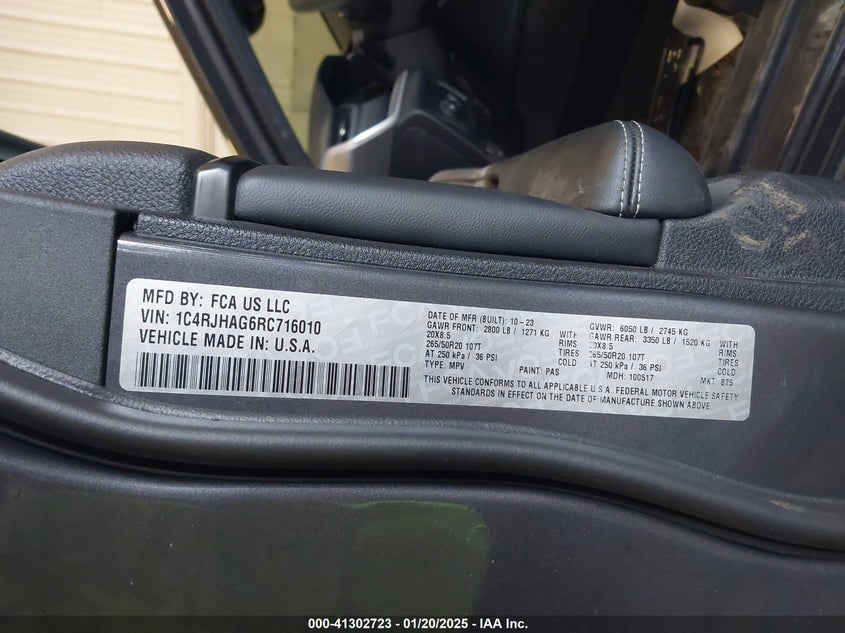 MFD BY: FCA US LLC
VIN: 1C4RJHAG6RC716010
VEHICLE MADE IN: U.S.A.
DATE OF MFR (BUILT): 10-23 GVWR: 6050 LB / 2745 KG
GAWR FRONT: 2800 LB / 1271 KG WITH GAWR REAR: 3350 LB / 1520 KG WITH
20X8.5 RIMS 20X8.5 RIMS
265/50R20 107T TIRES 265/50R20 107T TIRES
AT 250 kPa / 36 PSI COLD AT 250 kPa / 36 PSI COLD
TYPE: MPV PAINT: PAS MDH: 100517 MKT: 875
THIS VEHICLE CONFORMS TO ALL APPLICABLE U.S.A. FEDERAL MOTOR VEHICLE SAFETY
STANDARDS IN EFFECT ON THE DATE OF MANUFACTURE SHOWN ABOVE.
000-41302723 - 01/20/2025 - IAA Inc.